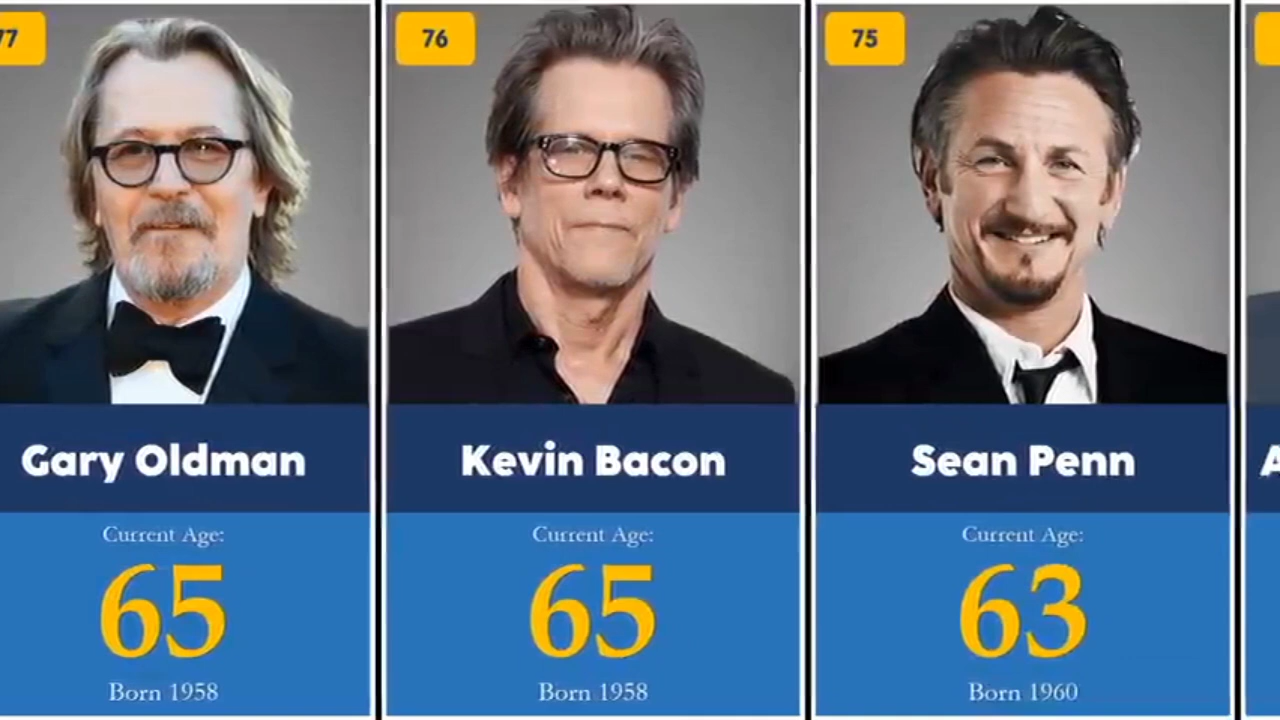 77
Gary Oldman
Current Age:
65
Born 1958
76
Kevin Bacon
Current Age:
65
Born 1958
75
Sean Penn
Current Age:
63
Born 1960
A